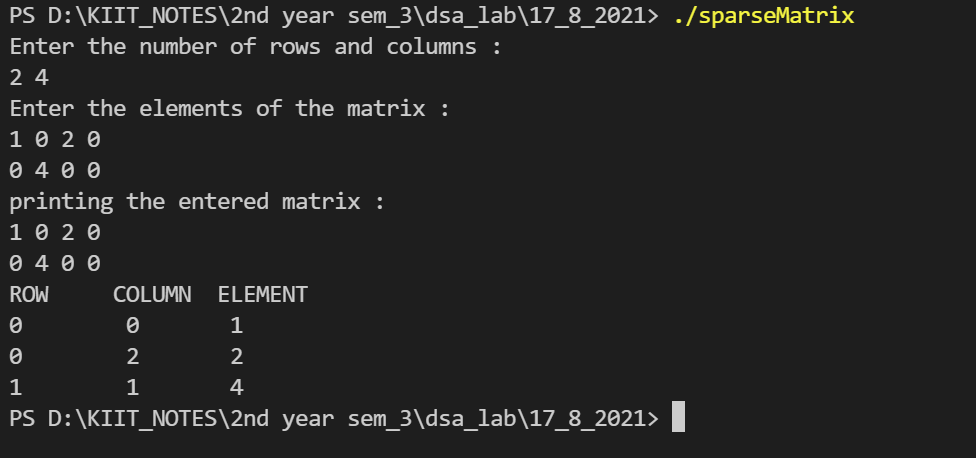 PS D:\KIIT_NOTES\2nd year sem_3\dsa_lab\17_8_2021> ./sparseMatrix
Enter the number of rows and columns :
2 4
Enter the elements of the matrix :
1 0 2 0
0 4 0 0
printing the entered matrix :
1 0 2 0
0 4 0 0
ROW     COLUMN  ELEMENT
0        0       1
0        2       2
1        1       4
PS D:\KIIT_NOTES\2nd year sem_3\dsa_lab\17_8_2021>